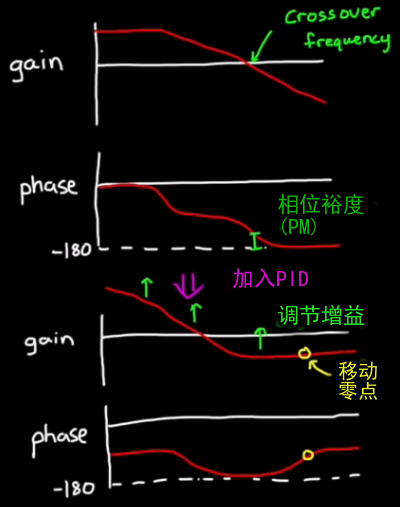 Crossover
frequency
gain
phase
相位裕度
(PM)
-180
加入PID
调节增益
gain
移动
零点
phase
-180